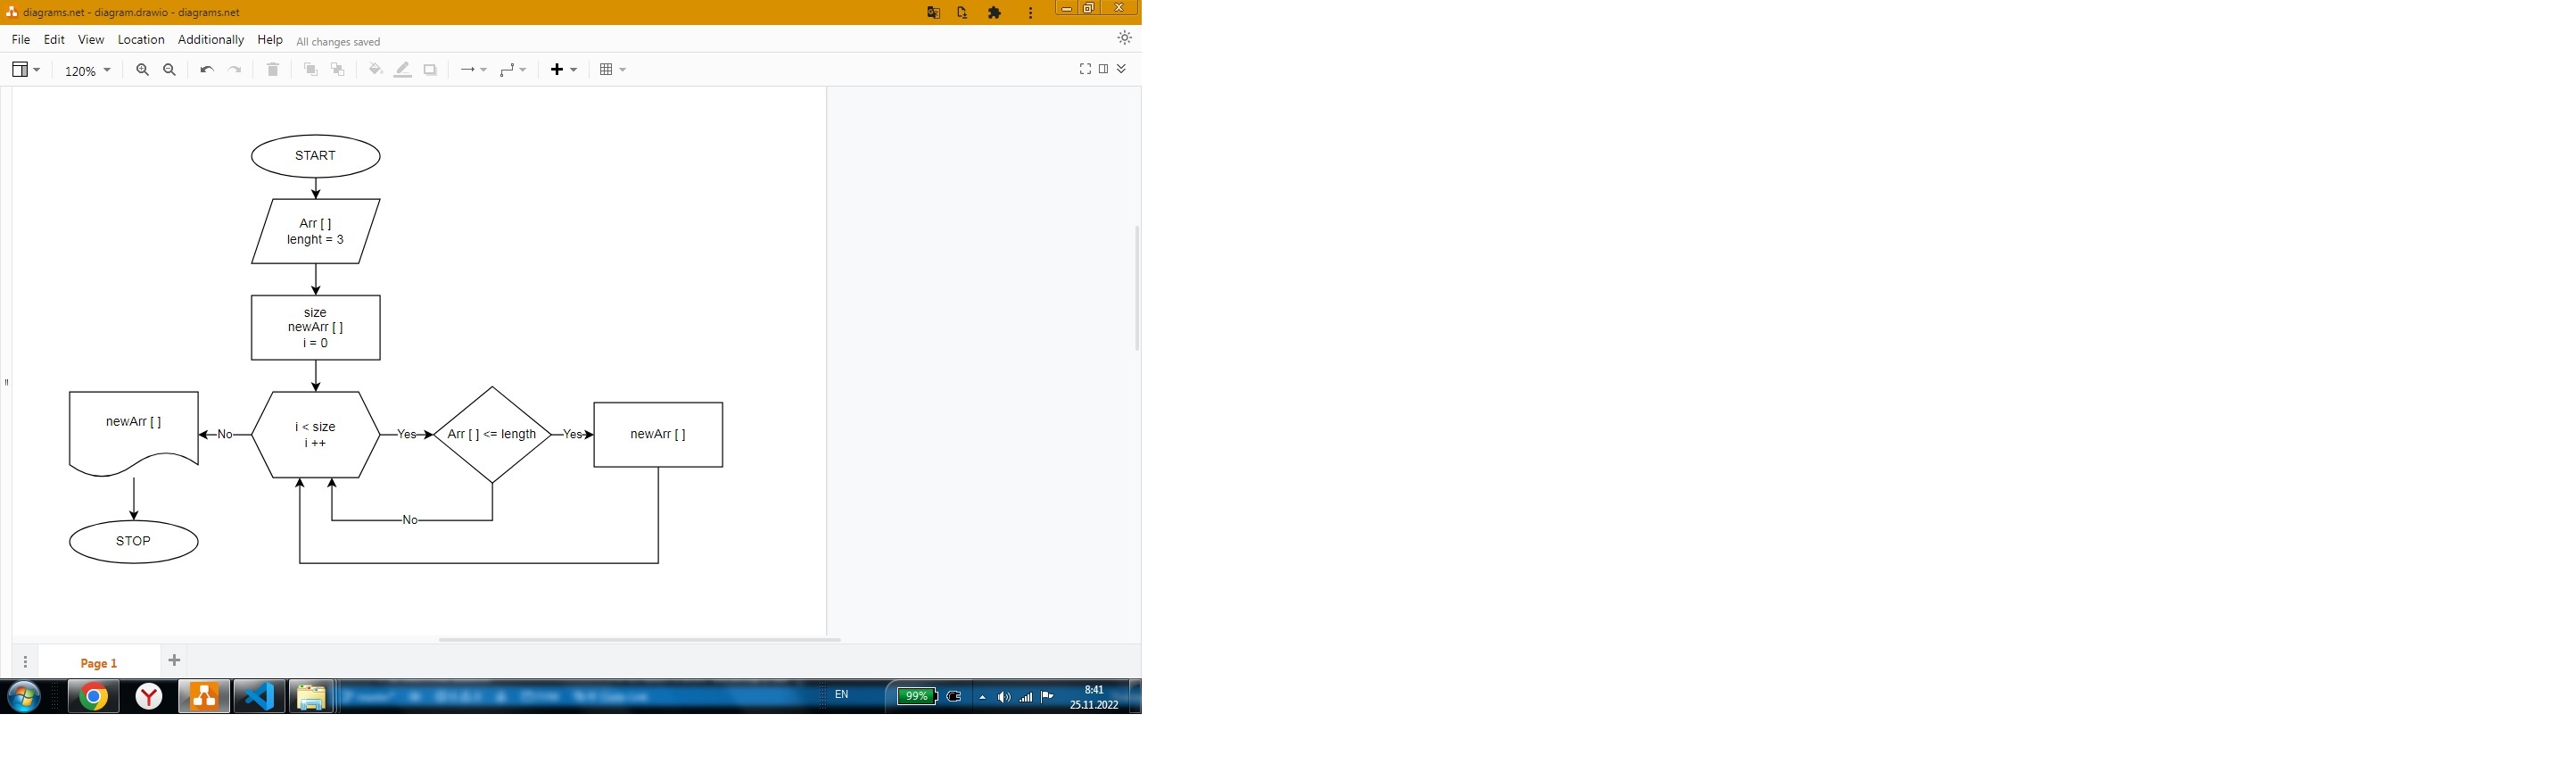 diagrams.net - diagram.drawio - diagrams.net
File Edit View Location Additionally Help All changes saved
120%
START
Arr [ ]
lenght = 3
size
newArr [ ]
i = 0
newArr [ ]
No
i < size
i ++
Yes
Arr [ ] <= length
Yes
newArr [ ]
No
STOP
Page 1
EN
99%
8:41
25.11.2022